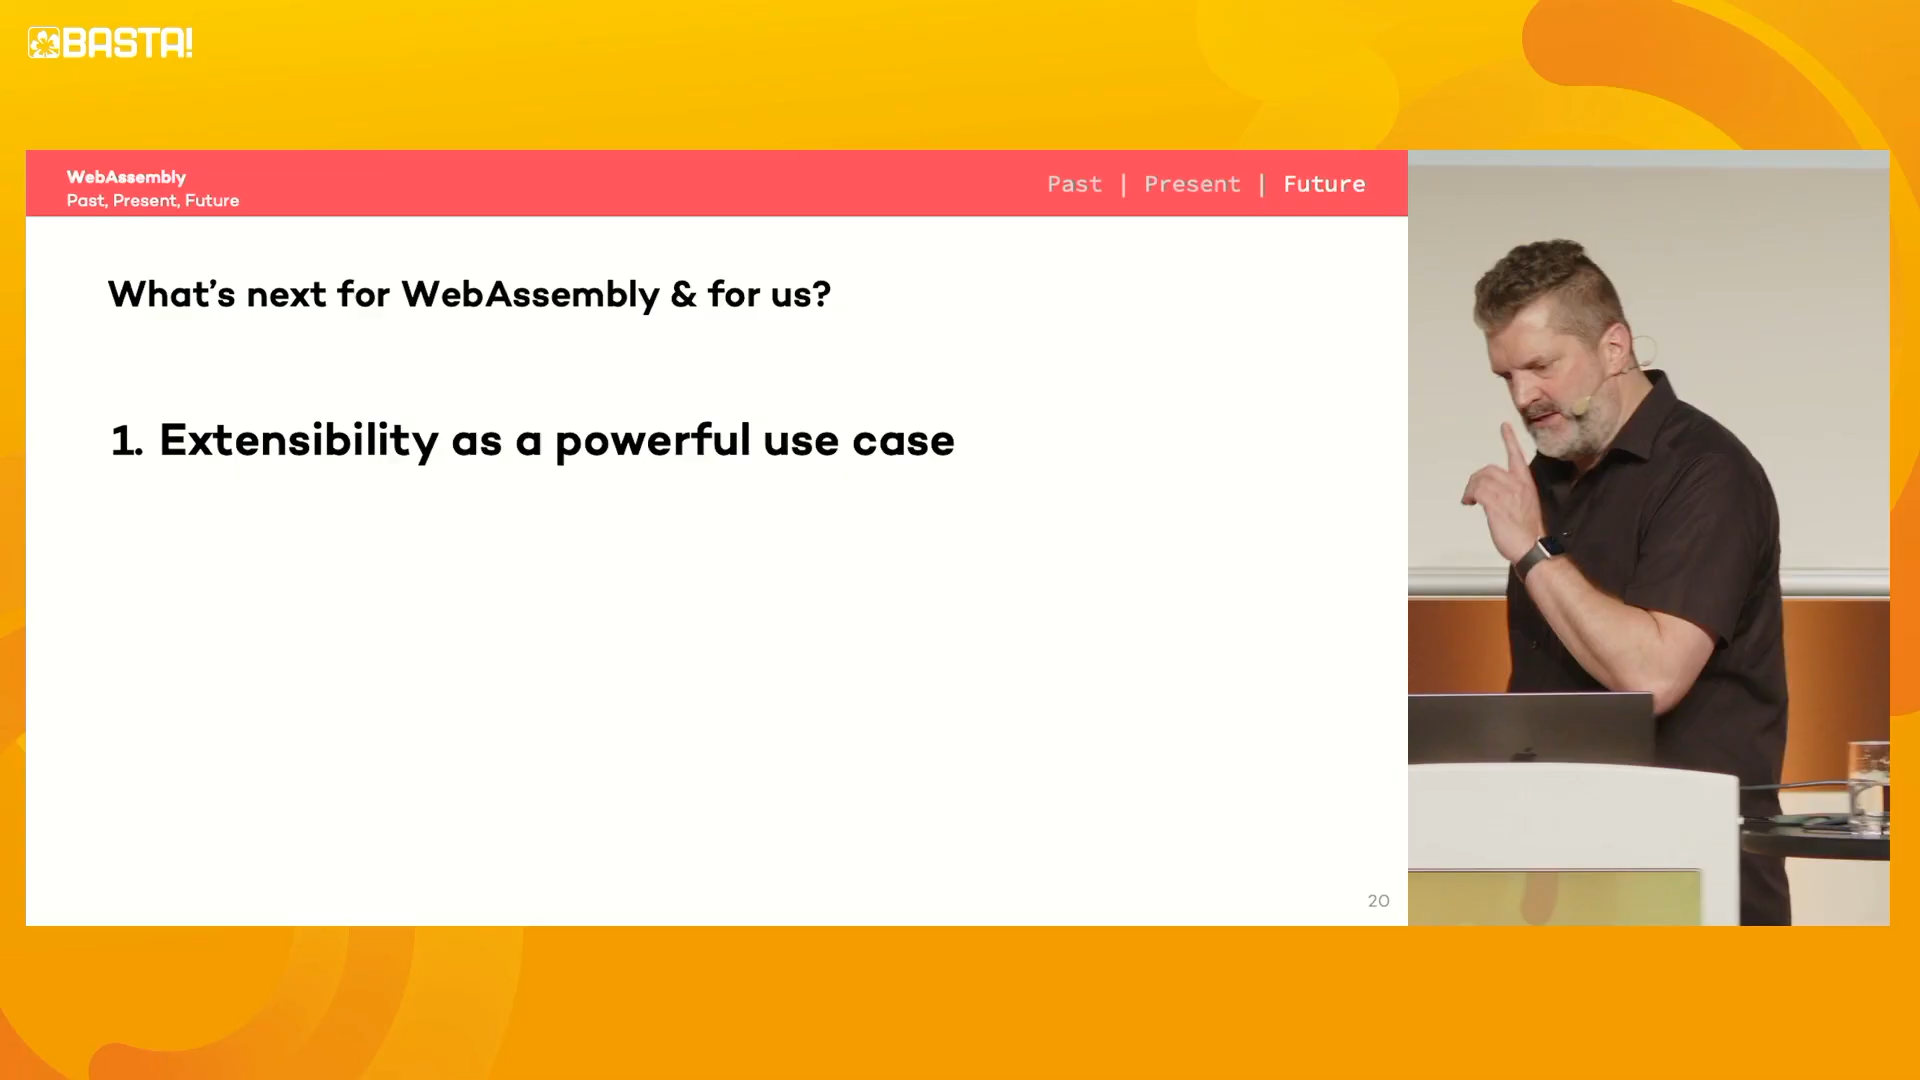 BASTA!
WebAssembly
Past, Present, Future
Past | Present | Future
What's next for WebAssembly & for us?
1. Extensibility as a powerful use case
20